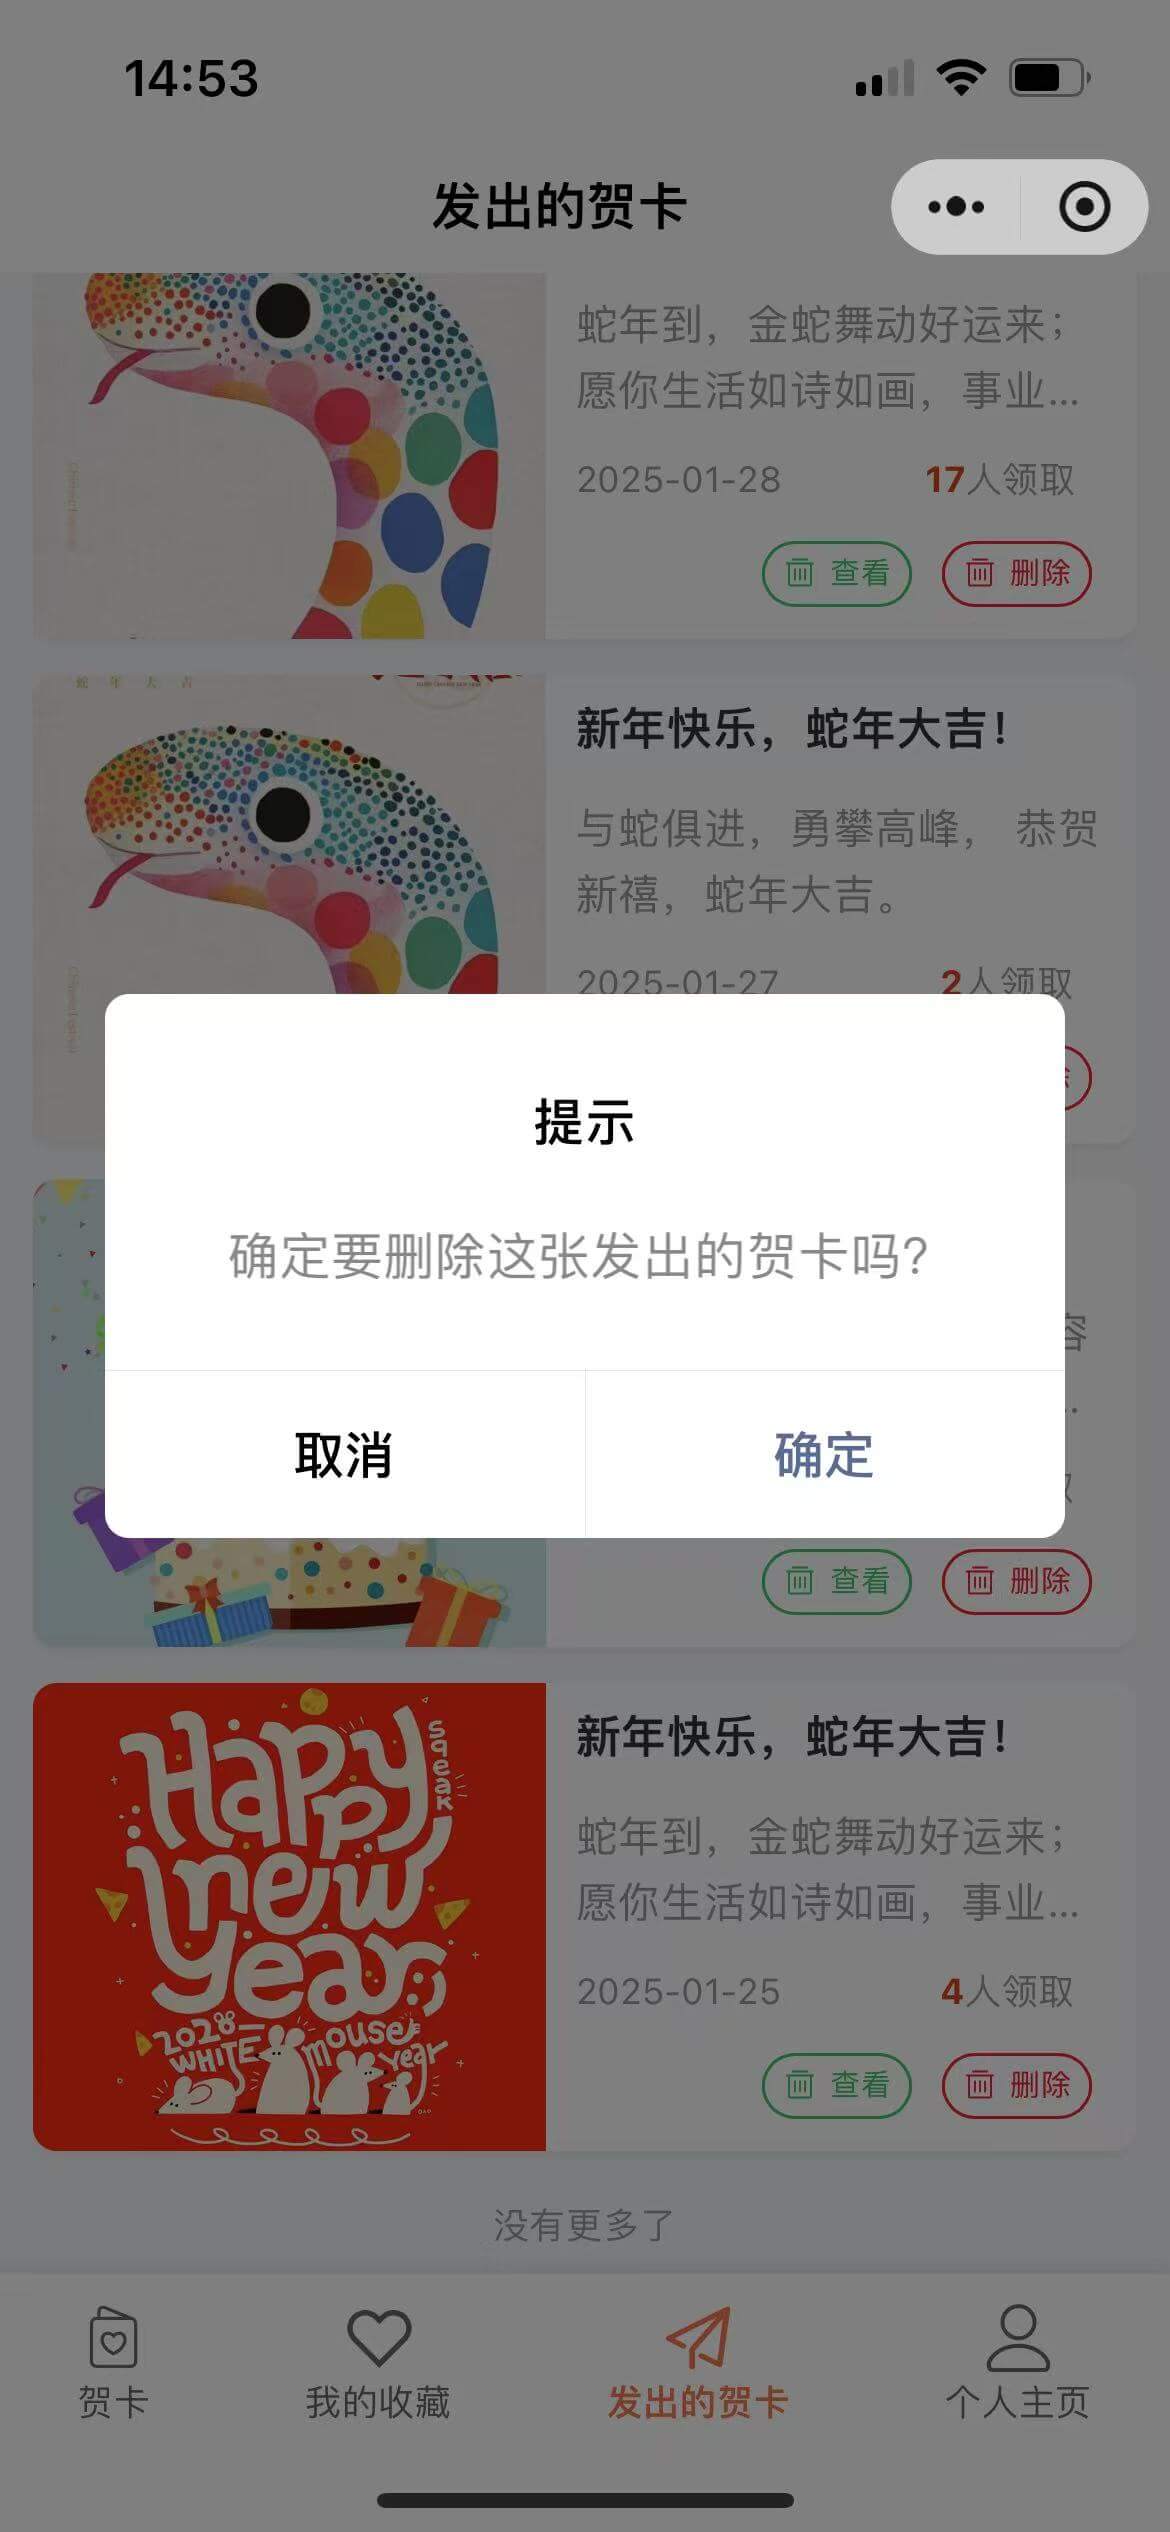 14:53
发出的贺卡
蛇年到，金蛇舞动好运来；
愿你生活如诗如画，事业...
2025-01-28
17人领取
查看
删除
蛇年大吉
新年快乐，蛇年大吉！
与蛇俱进，勇攀高峰， 恭贺
新禧，蛇年大吉。
2025-01-27
2人领取
提示
确定要删除这张发出的贺卡吗？
容
取消
确定
查看
删除
Happy
sqeak
new
year
2028
WHITE
mouse
year
新年快乐，蛇年大吉！
蛇年到，金蛇舞动好运来；
愿你生活如诗如画，事业...
2025-01-25
4人领取
查看
删除
没有更多了
贺卡
我的收藏
发出的贺卡
个人主页